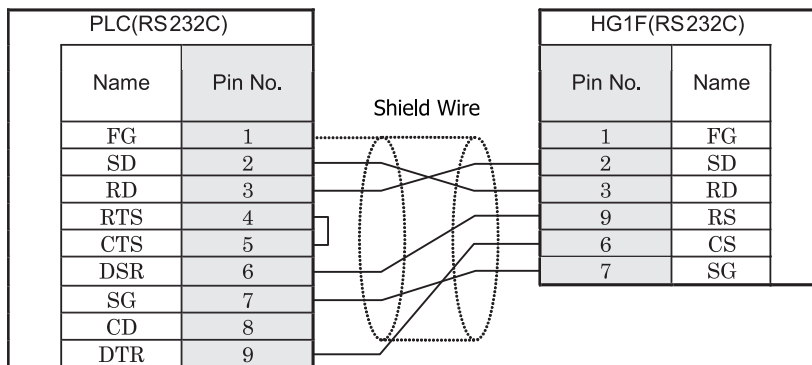 PLC(RS232C)
Name Pin No.
FG 1
SD 2
RD 3
RTS 4
CTS 5
DSR 6
SG 7
CD 8
DTR 9
Shield Wire
HG1F(RS232C)
Pin No. Name
1 FG
2 SD
3 RD
9 RS
6 CS
7 SG